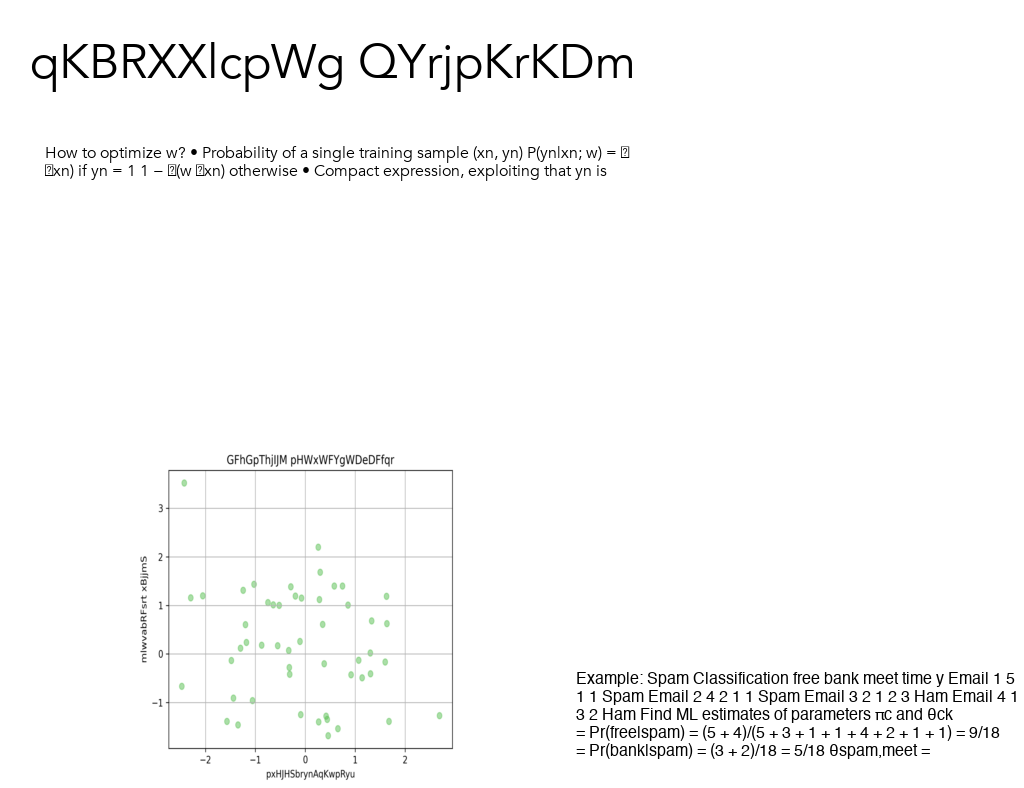 qKBRXXlcpWg QYrjpKrKDm
How to optimize w? • Probability of a single training sample (xn, yn) P(yn|xn; w) =
xn) if yn = 1 1 − (w xn) otherwise • Compact expression, exploiting that yn is
GFhGpThjlJM pHWxWFYgWDeDFfqr
mlwvabRFsrt xBjjmS
3
2
1
0
−1
−2 −1 0 1 2
pxHJHSbrynAqKwpRyu
Example: Spam Classification free bank meet time y Email 1 5
1 1 Spam Email 2 4 2 1 1 Spam Email 3 2 1 2 3 Ham Email 4 1
3 2 Ham Find ML estimates of parameters πc and θck
= Pr(free|spam) = (5 + 4)/(5 + 3 + 1 + 1 + 4 + 2 + 1 + 1) = 9/18
= Pr(bank|spam) = (3 + 2)/18 = 5/18 θspam,meet =